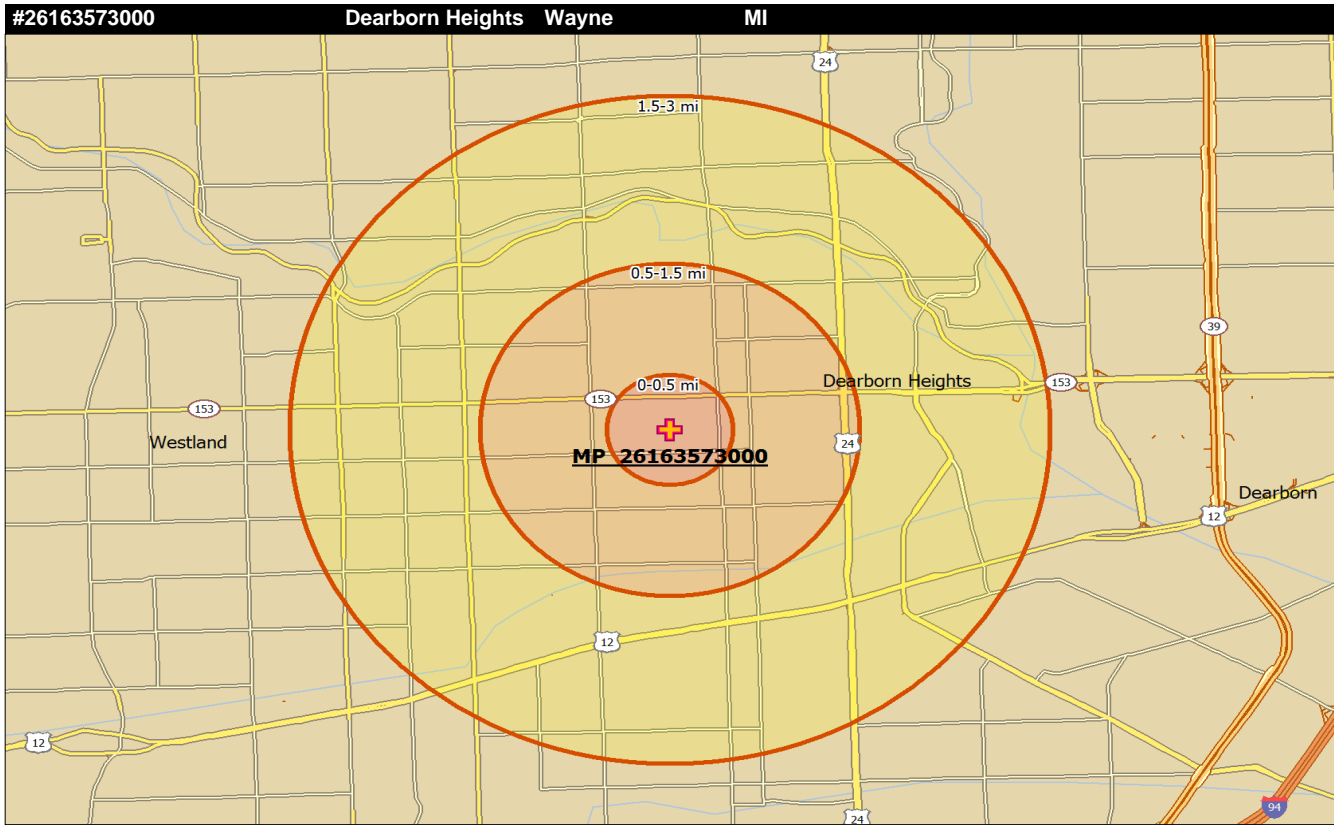 #26163573000 Dearborn Heights Wayne MI
24
1.5-3 mi
0.5-1.5 mi
39
0-0.5 mi
Dearborn Heights
153
153
153
Westland
24
MP 26163573000
Dearborn
12
12
12
94
24